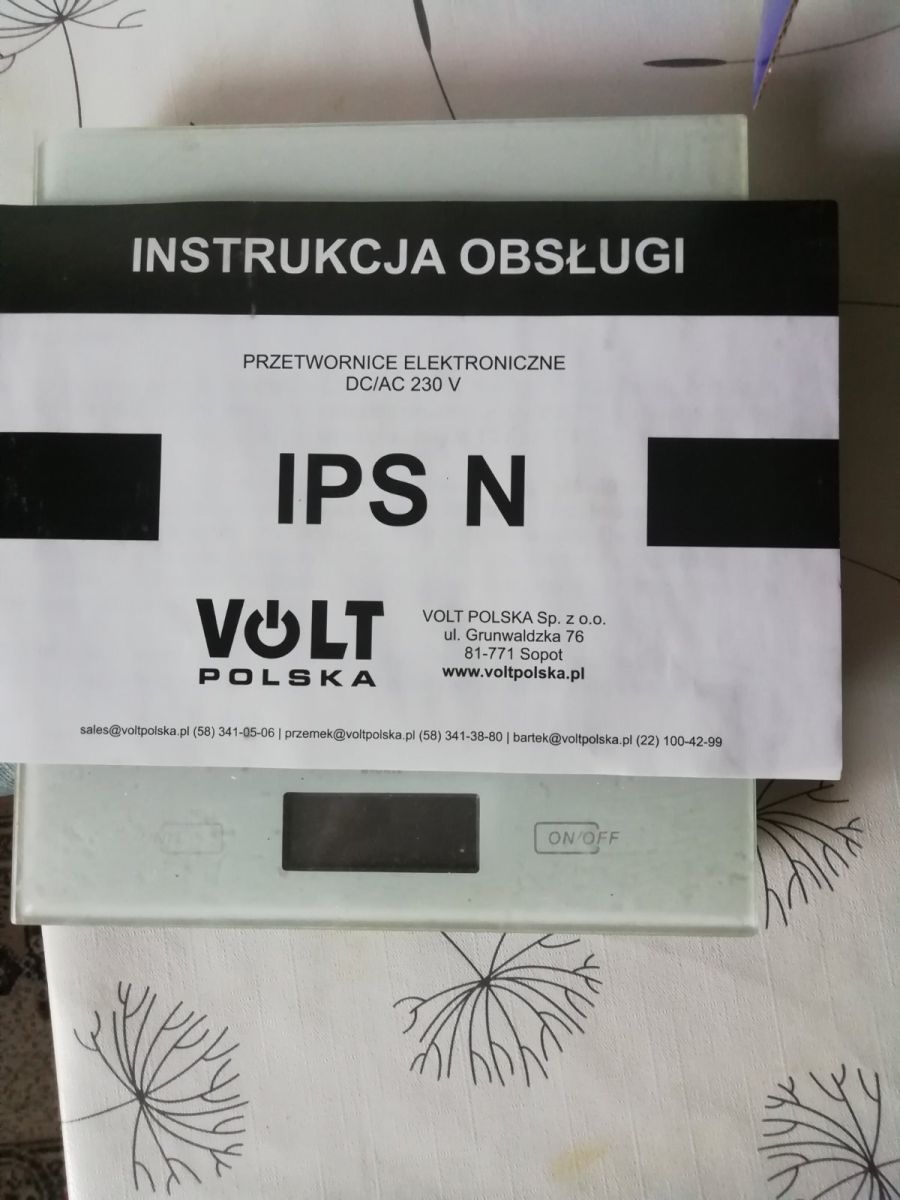 INSTRUKCJA OBSŁUGI
PRZETWORNICE ELEKTRONICZNE
DC/AC 230 V
IPS N
VOLT
POLSKA
VOLT POLSKA Sp. z o.o.
ul. Grunwaldzka 76
81-771 Sopot
www.voltpolska.pl
sales@voltpolska.pl (58) 341-05-06 | przemek@voltpolska.pl (58) 341-38-80 | bartek@voltpolska.pl (22) 100-42-99
ON/OFF